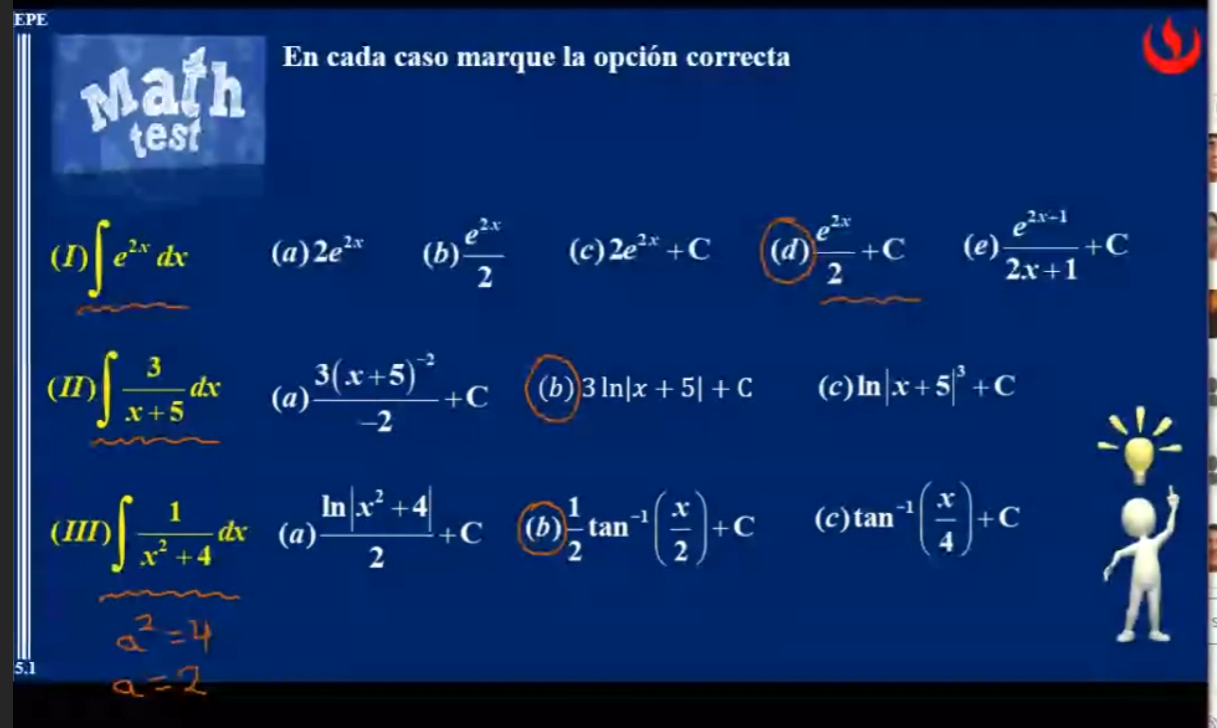 EPE
Math
test
En cada caso marque la opción correcta
(I) ∫ e^{2x} dx (a) 2e^{2x} (b) e^{2x}/2 (c) 2e^{2x} + C (d) e^{2x}/2 + C (e) e^{2x-1}/(2x+1) + C
(II) ∫ 3/(x+5) dx (a) 3(x+5)^{-2}/-2 + C (b) 3 ln|x + 5| + C (c) ln|x+5|^3 + C
(III) ∫ 1/(x^2+4) dx (a) ln|x^2+4|/2 + C (b) 1/2 tan^{-1}(x/2) + C (c) tan^{-1}(x/4) + C
a^2 = 4
5.1
a = 2